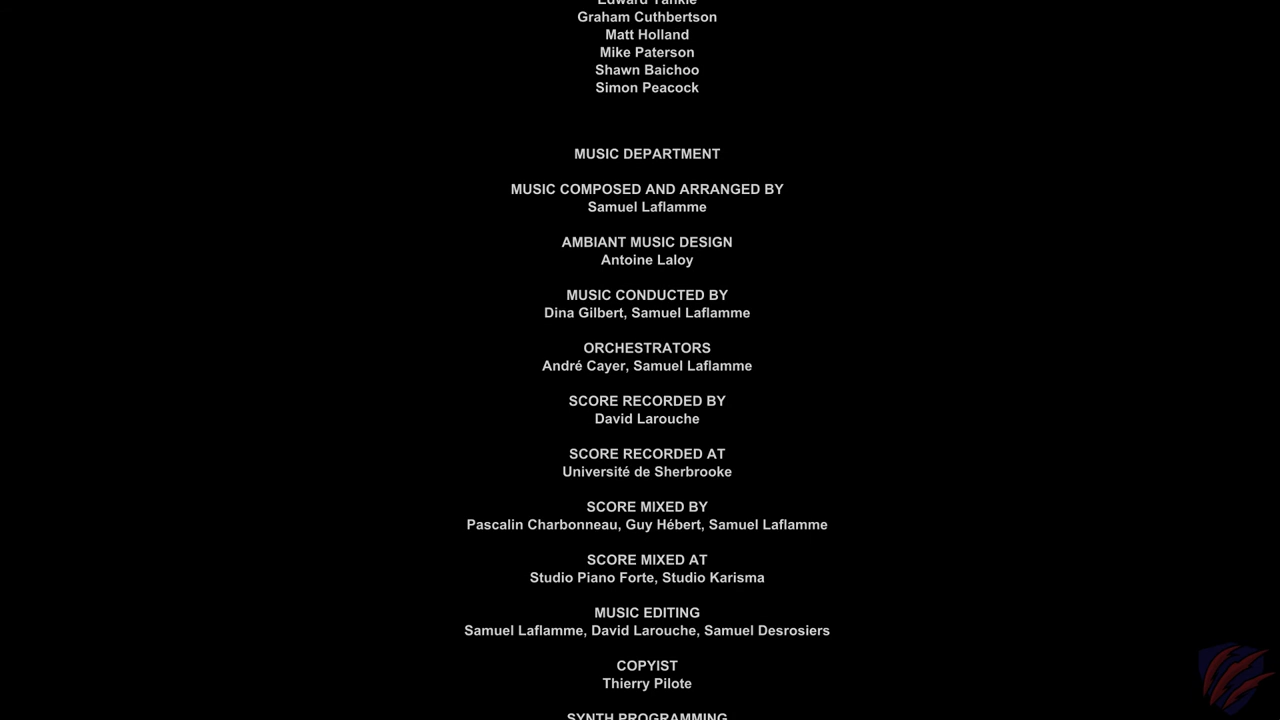 Edward Yankie
Graham Cuthbertson
Matt Holland
Mike Paterson
Shawn Baichoo
Simon Peacock
MUSIC DEPARTMENT
MUSIC COMPOSED AND ARRANGED BY
Samuel Laflamme
AMBIANT MUSIC DESIGN
Antoine Laloy
MUSIC CONDUCTED BY
Dina Gilbert, Samuel Laflamme
ORCHESTRATORS
André Cayer, Samuel Laflamme
SCORE RECORDED BY
David Larouche
SCORE RECORDED AT
Université de Sherbrooke
SCORE MIXED BY
Pascalin Charbonneau, Guy Hébert, Samuel Laflamme
SCORE MIXED AT
Studio Piano Forte, Studio Karisma
MUSIC EDITING
Samuel Laflamme, David Larouche, Samuel Desrosiers
COPYIST
Thierry Pilote
SYNTH PROGRAMMING